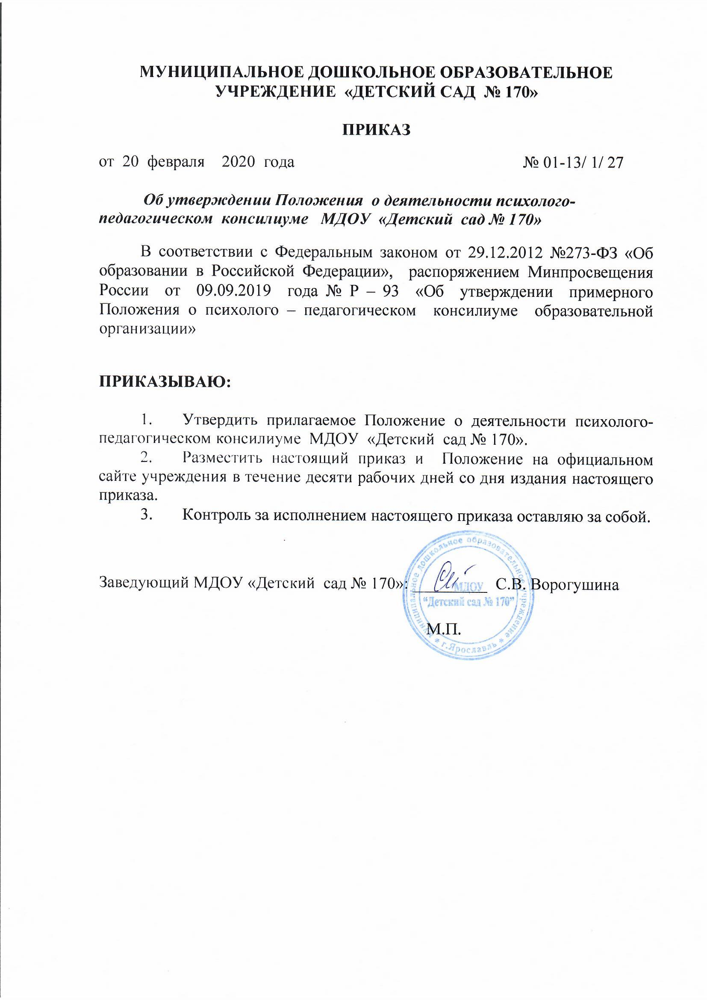 МУНИЦИПАЛЬНОЕ ДОШКОЛЬНОЕ ОБРАЗОВАТЕЛЬНОЕ
УЧРЕЖДЕНИЕ «ДЕТСКИЙ САД № 170»
ПРИКАЗ
от 20 февраля 2020 года № 01-13/ 1/ 27
Об утверждении Положения о деятельности психолого-
педагогическом консилиуме МДОУ «Детский сад № 170»
В соответствии с Федеральным законом от 29.12.2012 №273-ФЗ «Об
образовании в Российской Федерации», распоряжением Минпросвещения
России от 09.09.2019 года № Р – 93 «Об утверждении примерного
Положения о психолого – педагогическом консилиуме образовательной
организации»
ПРИКАЗЫВАЮ:
1. Утвердить прилагаемое Положение о деятельности психолого-
педагогическом консилиуме МДОУ «Детский сад № 170».
2. Разместить настоящий приказ и Положение на официальном
сайте учреждения в течение десяти рабочих дней со дня издания настоящего
приказа.
3. Контроль за исполнением настоящего приказа оставляю за собой.
Заведующий МДОУ «Детский сад № 170»: С.В. Ворогушина
М.П.
Муниципальное дошкольное образовательное учреждение * г.Ярославль *
МДОУ
“Детский сад № 170”